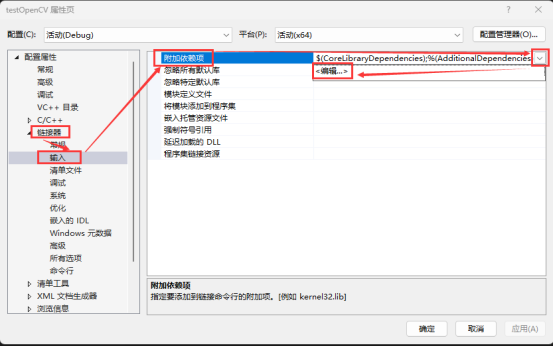 testOpenCV 属性页
配置(C): 活动(Debug) 平台(P): 活动(x64) 配置管理器(O)...
配置属性
常规
高级
调试
VC++ 目录
C/C++
链接器
常规
输入
清单文件
调试
系统
优化
嵌入的 IDL
Windows 元数据
高级
所有选项
命令行
清单工具
XML 文档生成器
浏览信息
附加依赖项 $(CoreLibraryDependencies);%(AdditionalDependencies
忽略所有默认库 <编辑...>
忽略特定默认库
模块定义文件
将模块添加到程序集
嵌入托管资源文件
强制符号引用
延迟加载的 DLL
程序集链接资源
附加依赖项
指定要添加到链接命令行的附加项。[例如 kernel32.lib]
确定 取消 应用(A)